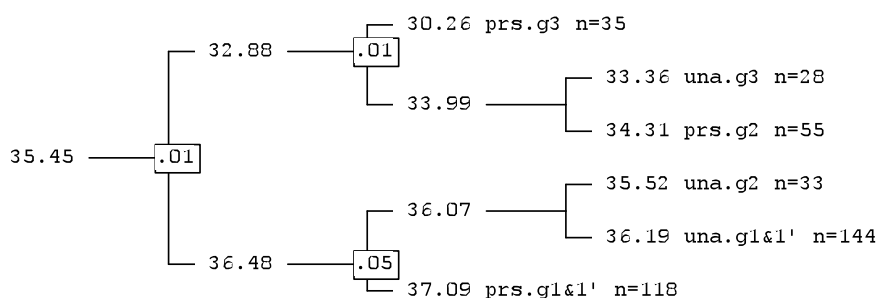 30.26 prs.g3 n=35
32.88 .01
33.36 una.g3 n=28
33.99
34.31 prs.g2 n=55
35.45 .01
35.52 una.g2 n=33
36.07
36.19 una.g1&1' n=144
36.48 .05
37.09 prs.g1&1' n=118